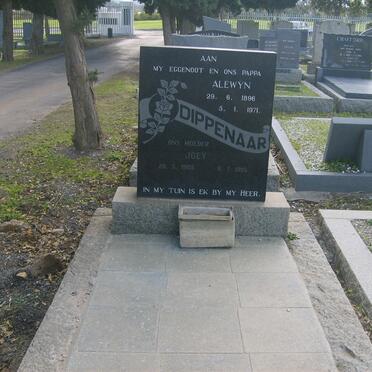 AAN
MY EGGENOOT EN ONS PAPPA
ALEWYN
29. 6. 1896
5. 1. 1971.
DIPPENAAR
ONS MOEDER
JOEY
IN MY TUIN IS EK BY MY HEER.